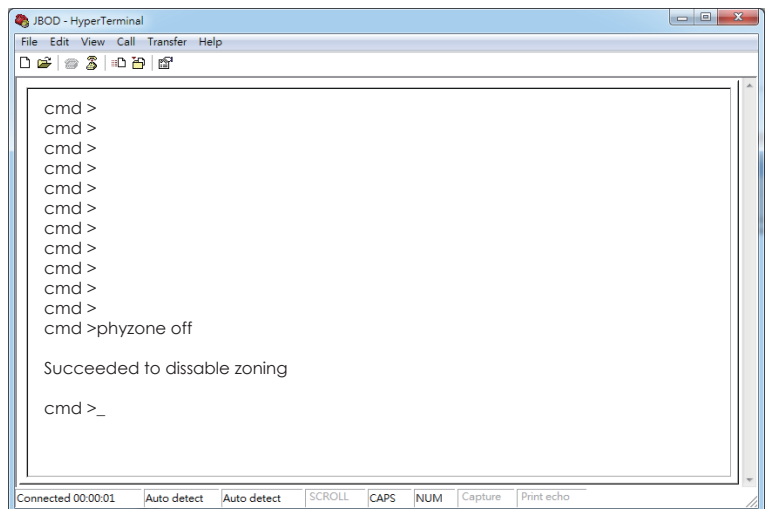 JBOD - HyperTerminal
File Edit View Call Transfer Help
cmd >
cmd >
cmd >
cmd >
cmd >
cmd >
cmd >
cmd >
cmd >
cmd >
cmd >
cmd >phyzone off
Succeeded to dissable zoning
cmd >_
Connected 00:00:01 Auto detect Auto detect SCROLL CAPS NUM Capture Print echo